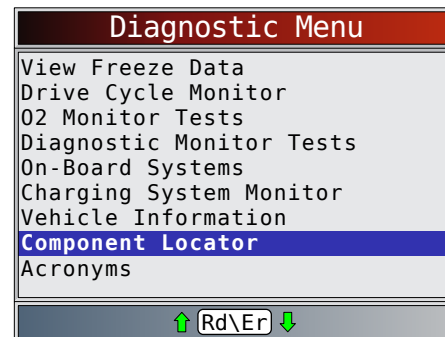 Diagnostic Menu
View Freeze Data
Drive Cycle Monitor
O2 Monitor Tests
Diagnostic Monitor Tests
On-Board Systems
Charging System Monitor
Vehicle Information
Component Locator
Acronyms
Rd\Er